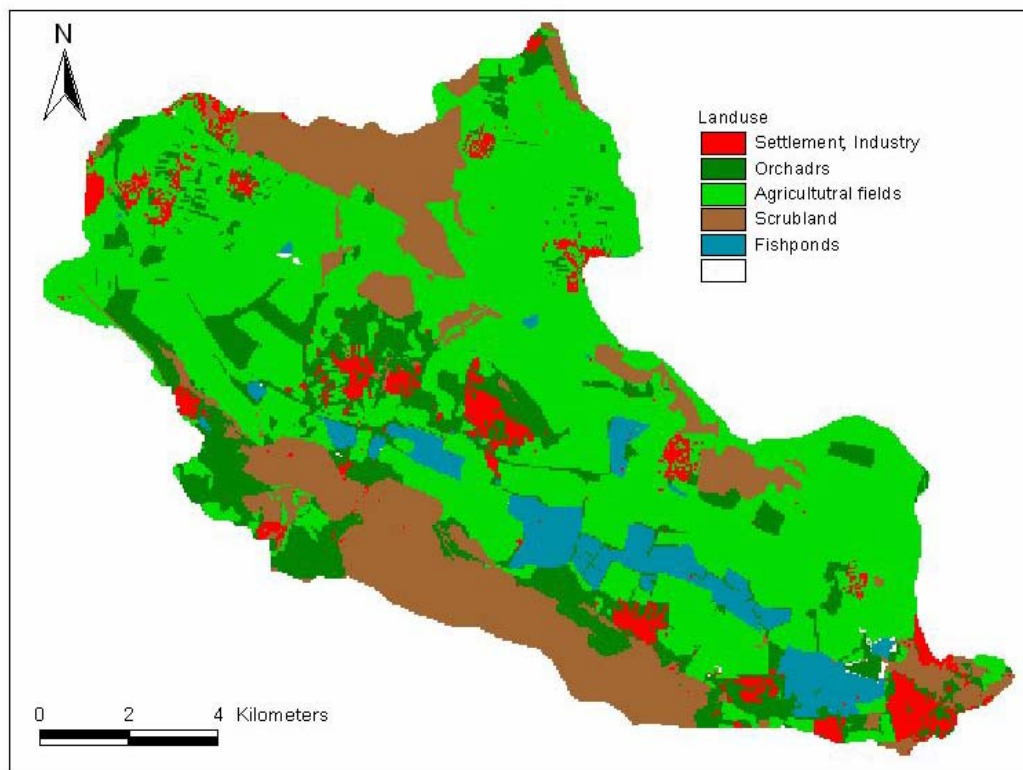 N
Landuse
Settlement, Industry
Orchadrs
Agricultutral fields
Scrubland
Fishponds
0 2 4 Kilometers